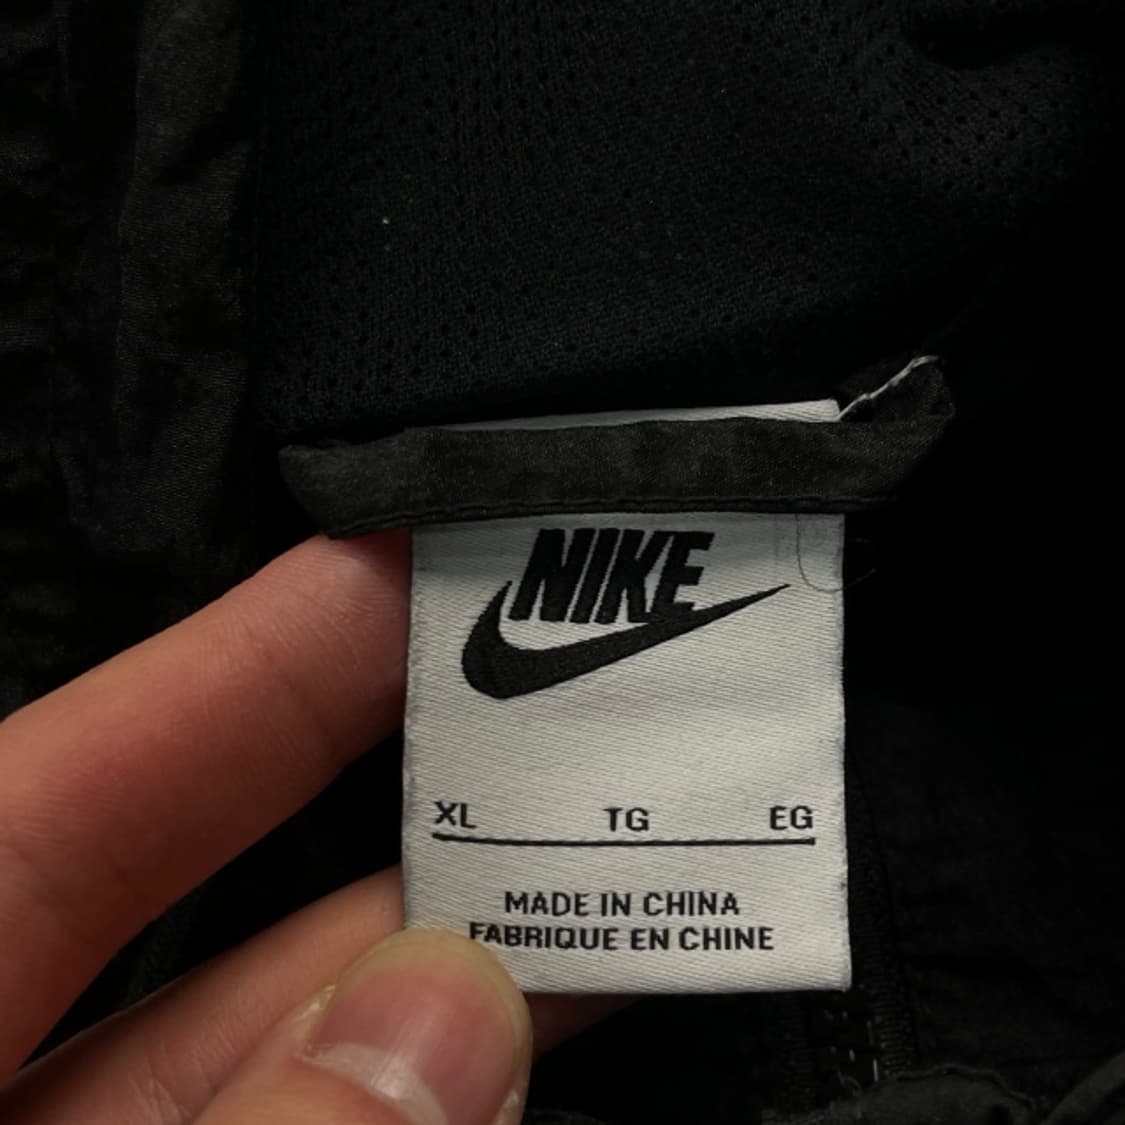 NIKE
XL TG EG
MADE IN CHINA
FABRIQUE EN CHINE